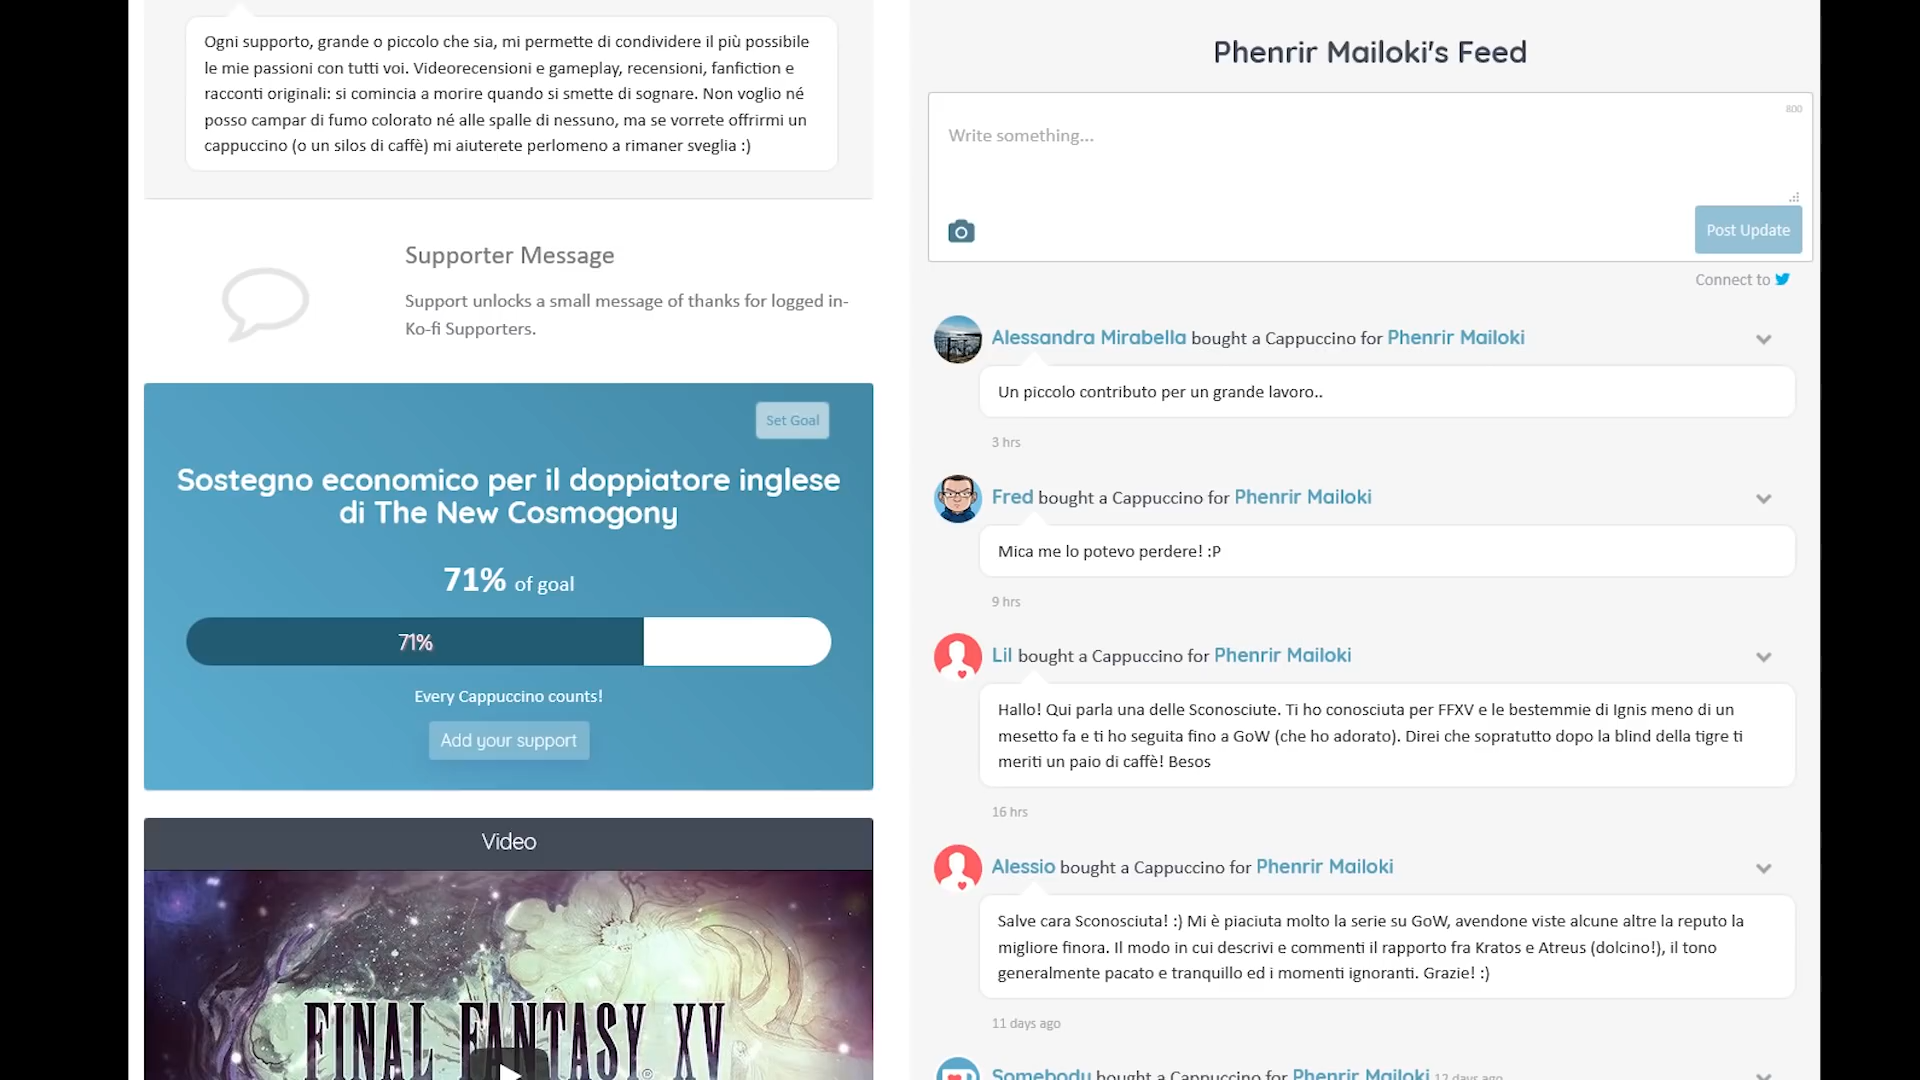 Ogni supporto, grande o piccolo che sia, mi permette di condividere il più possibile
le mie passioni con tutti voi. Videorecensioni e gameplay, recensioni, fanfiction e
racconti originali: si comincia a morire quando si smette di sognare. Non voglio né
posso campar di fumo colorato né alle spalle di nessuno, ma se vorrete offrirmi un
cappuccino (o un silos di caffè) mi aiuterete perlomeno a rimaner sveglia :)
Supporter Message
Support unlocks a small message of thanks for logged in-
Ko-fi Supporters.
Set Goal
Sostegno economico per il doppiatore inglese
di The New Cosmogony
71% of goal
71%
Every Cappuccino counts!
Add your support
Video
FINAL FANTASY XV
Phenrir Mailoki's Feed
800
Write something...
Post Update
Connect to
Alessandra Mirabella bought a Cappuccino for Phenrir Mailoki
Un piccolo contributo per un grande lavoro..
3 hrs
Fred bought a Cappuccino for Phenrir Mailoki
Mica me lo potevo perdere! :P
9 hrs
Lil bought a Cappuccino for Phenrir Mailoki
Hallo! Qui parla una delle Sconosciute. Ti ho conosciuta per FFXV e le bestemmie di Ignis meno di un
mesetto fa e ti ho seguita fino a GoW (che ho adorato). Direi che sopratutto dopo la blind della tigre ti
meriti un paio di caffè! Besos
16 hrs
Alessio bought a Cappuccino for Phenrir Mailoki
Salve cara Sconosciuta! :) Mi è piaciuta molto la serie su GoW, avendone viste alcune altre la reputo la
migliore finora. Il modo in cui descrivi e commenti il rapporto fra Kratos e Atreus (dolcino!), il tono
generalmente pacato e tranquillo ed i momenti ignoranti. Grazie! :)
11 days ago
Somebody bought a Cappuccino for Phenrir Mailoki 12 days ago